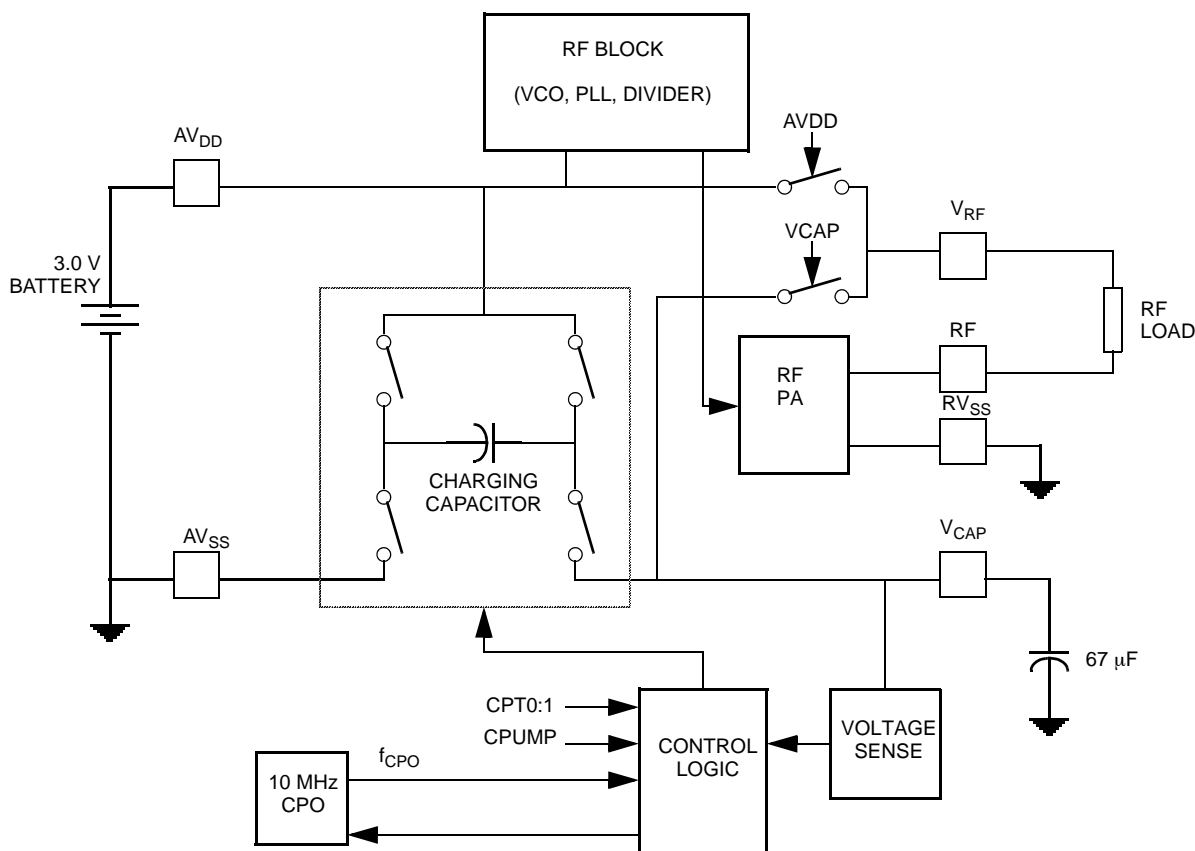 RF BLOCK
(VCO, PLL, DIVIDER)
AVDD
AVDD
VRF
VCAP
3.0 V
BATTERY
RF
LOAD
RF
RF
PA
RVSS
CHARGING
CAPACITOR
AVSS
VCAP
67 μF
CPT0:1
CPUMP
CONTROL
LOGIC
VOLTAGE
SENSE
fCPO
10 MHz
CPO